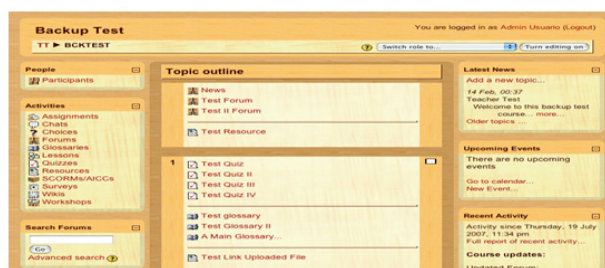 Backup Test
You are logged in as Admin Usuario (Logout)
TT ► BCKTEST
Switch role to...
Turn editing on
People
Participants
Activities
Assignments
Chats
Choices
Forums
Glossaries
Lessons
Quizzes
Resources
SCORMs/AICCs
Surveys
Wikis
Workshops
Search Forums
Go
Advanced search
Topic outline
News
Test Forum
Test II Forum
Test Resource
1
Test Quiz
Test Quiz II
Test Quiz III
Test Quiz IV
Test glossary
Test Glossary II
A Main Glossary...
Test Link Uploaded File
Latest News
Add a new topic...
14 Feb, 00:37
Teacher Test
Welcome to this backup test
course... more...
Older topics ...
Upcoming Events
There are no upcoming
events
Go to calendar...
New Event...
Recent Activity
Activity since Thursday, 19 July
2007, 11:34 pm
Full report of recent activity...
Course updates:
Updated Forum: